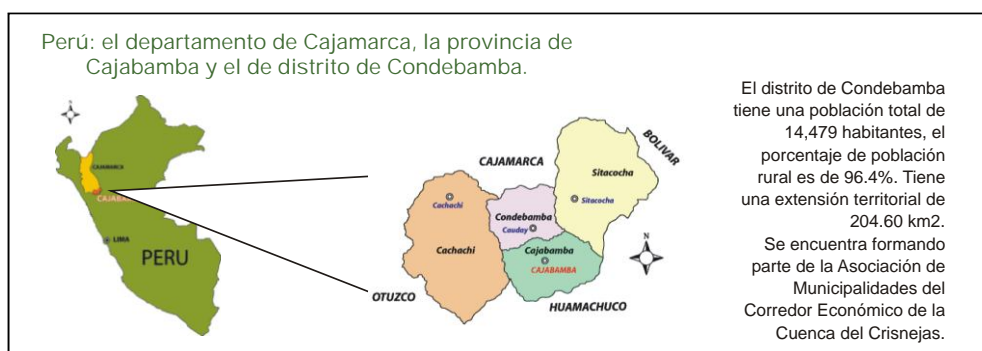 Perú: el departamento de Cajamarca, la provincia de
Cajabamba y el de distrito de Condebamba.
El distrito de Condebamba
tiene una población total de
14,479 habitantes, el
porcentaje de población
rural es de 96.4%. Tiene
una extensión territorial de
204.60 km2.
Se encuentra formando
parte de la Asociación de
Municipalidades del
Corredor Económico de la
Cuenca del Crisnejas.
N
CAJAMARCA
LIMA
PERU
CAJAMARCA
BOLIVAR
Sitacocha
Cachachi
Sitacocha
Condebamba
Cauday
Cachachi
Cajabamba
CAJABAMBA
N
OTUZCO
HUAMACHUCO